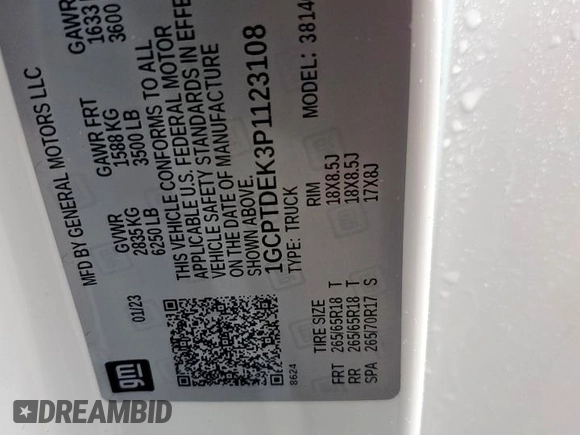 MFD BY GENERAL MOTORS LLC
01/23
GVWR
2835 KG
6250 LB
GAWR FRT
1588 KG
3500 LB
GAWR
1633
3600
THIS VEHICLE CONFORMS TO ALL
APPLICABLE U.S. FEDERAL MOTOR
VEHICLE SAFETY STANDARDS IN EFFE
ON THE DATE OF MANUFACTURE
SHOWN ABOVE.
1GCPTDEK3P1123108
TYPE: TRUCK
MODEL: 3814
8624
TIRE SIZE RIM
FRT 265/65R18 T 18X8.5J
RR 265/65R18 T 18X8.5J
SPA 265/70R17 S 17X8J
gm
DREAMBID